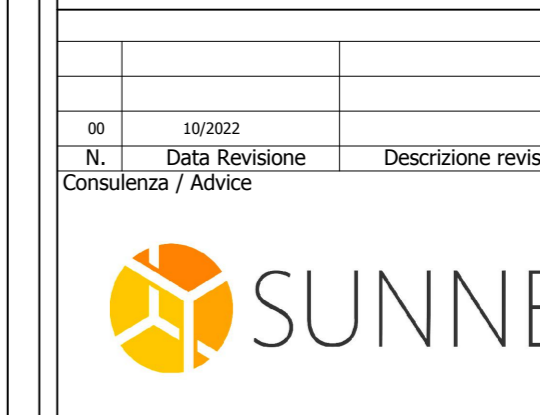 00 10/2022
N. Data Revisione Descrizione revis
Consulenza / Advice
SUNNE